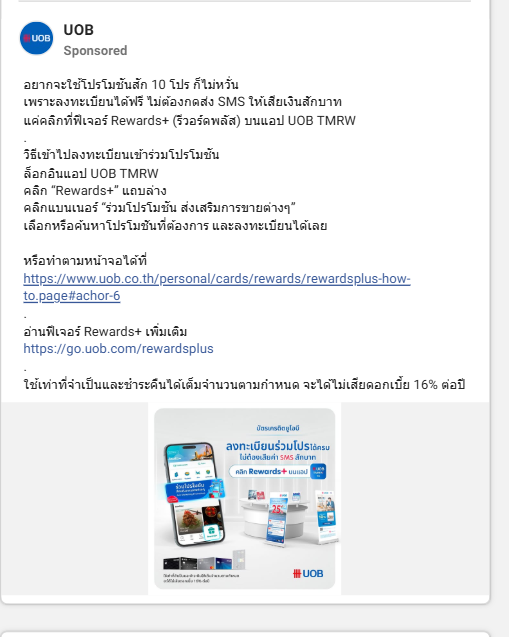 UOB
UOB
Sponsored
อยากจะใช้โปรโมชันสัก 10 โปร ก็ไม่หวั่น
เพราะลงทะเบียนได้ฟรี ไม่ต้องกดส่ง SMS ให้เสียเงินสักบาท
แค่คลิกที่ฟีเจอร์ Rewards+ (รีวอร์ดพลัส) บนแอป UOB TMRW
.
วิธีเข้าไปลงทะเบียนเข้าร่วมโปรโมชัน
ล็อกอินแอป UOB TMRW
คลิก “Rewards+” แถบล่าง
คลิกแบนเนอร์ “ร่วมโปรโมชัน ส่งเสริมการขายต่างๆ”
เลือกหรือค้นหาโปรโมชันที่ต้องการ และลงทะเบียนได้เลย
หรือทำตามหน้าจอได้ที่
https://www.uob.co.th/personal/cards/rewards/rewardsplus-how-
to.page#achor-6
.
อ่านฟีเจอร์ Rewards+ เพิ่มเติม
https://go.uob.com/rewardsplus
.
ใช้เท่าที่จำเป็นและชำระคืนได้เต็มจำนวนตามกำหนด จะได้ไม่เสียดอกเบี้ย 16% ต่อปี
บัตรเครดิตยูโอบี
ลงทะเบียนร่วมโปรฯได้ครบ
ไม่ต้องเสียค่า SMS สักบาท
คลิก Rewards+ บนแอป
ร่วมโปรโมชัน
25%
UOB